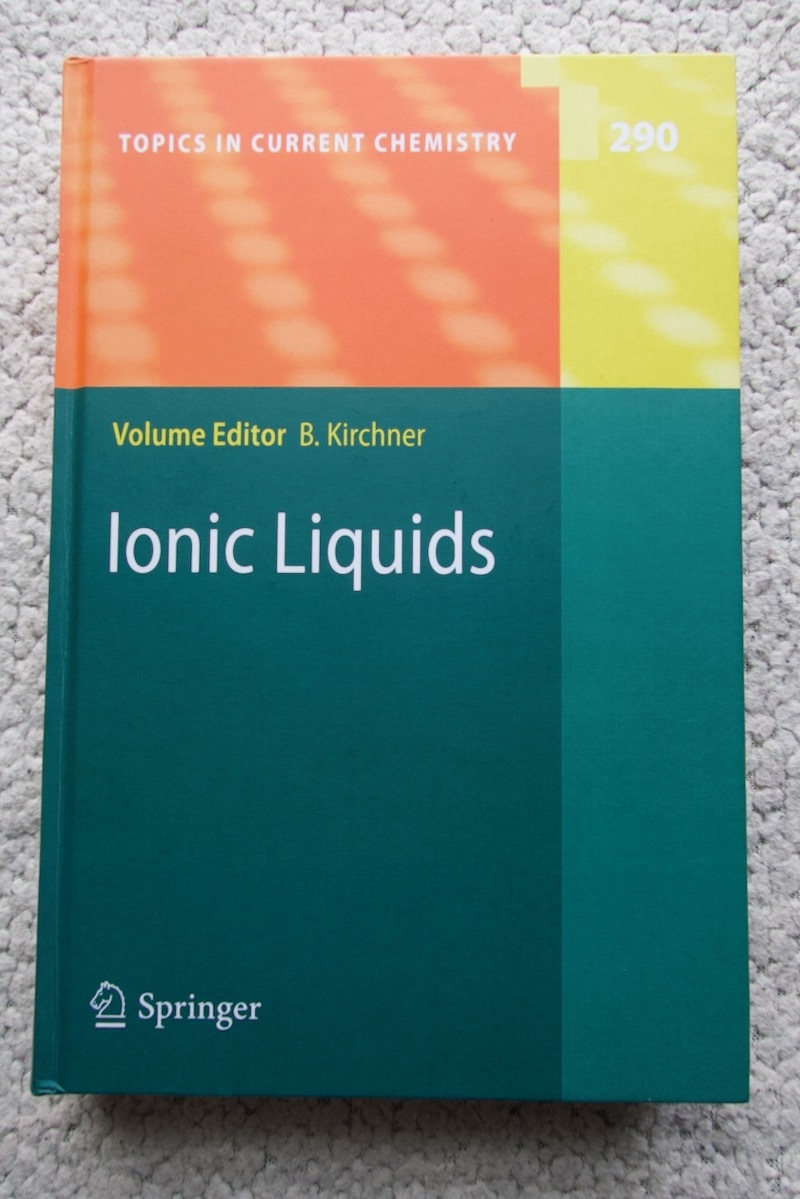 TOPICS IN CURRENT CHEMISTRY 290
Volume Editor B. Kirchner
Ionic Liquids
Springer